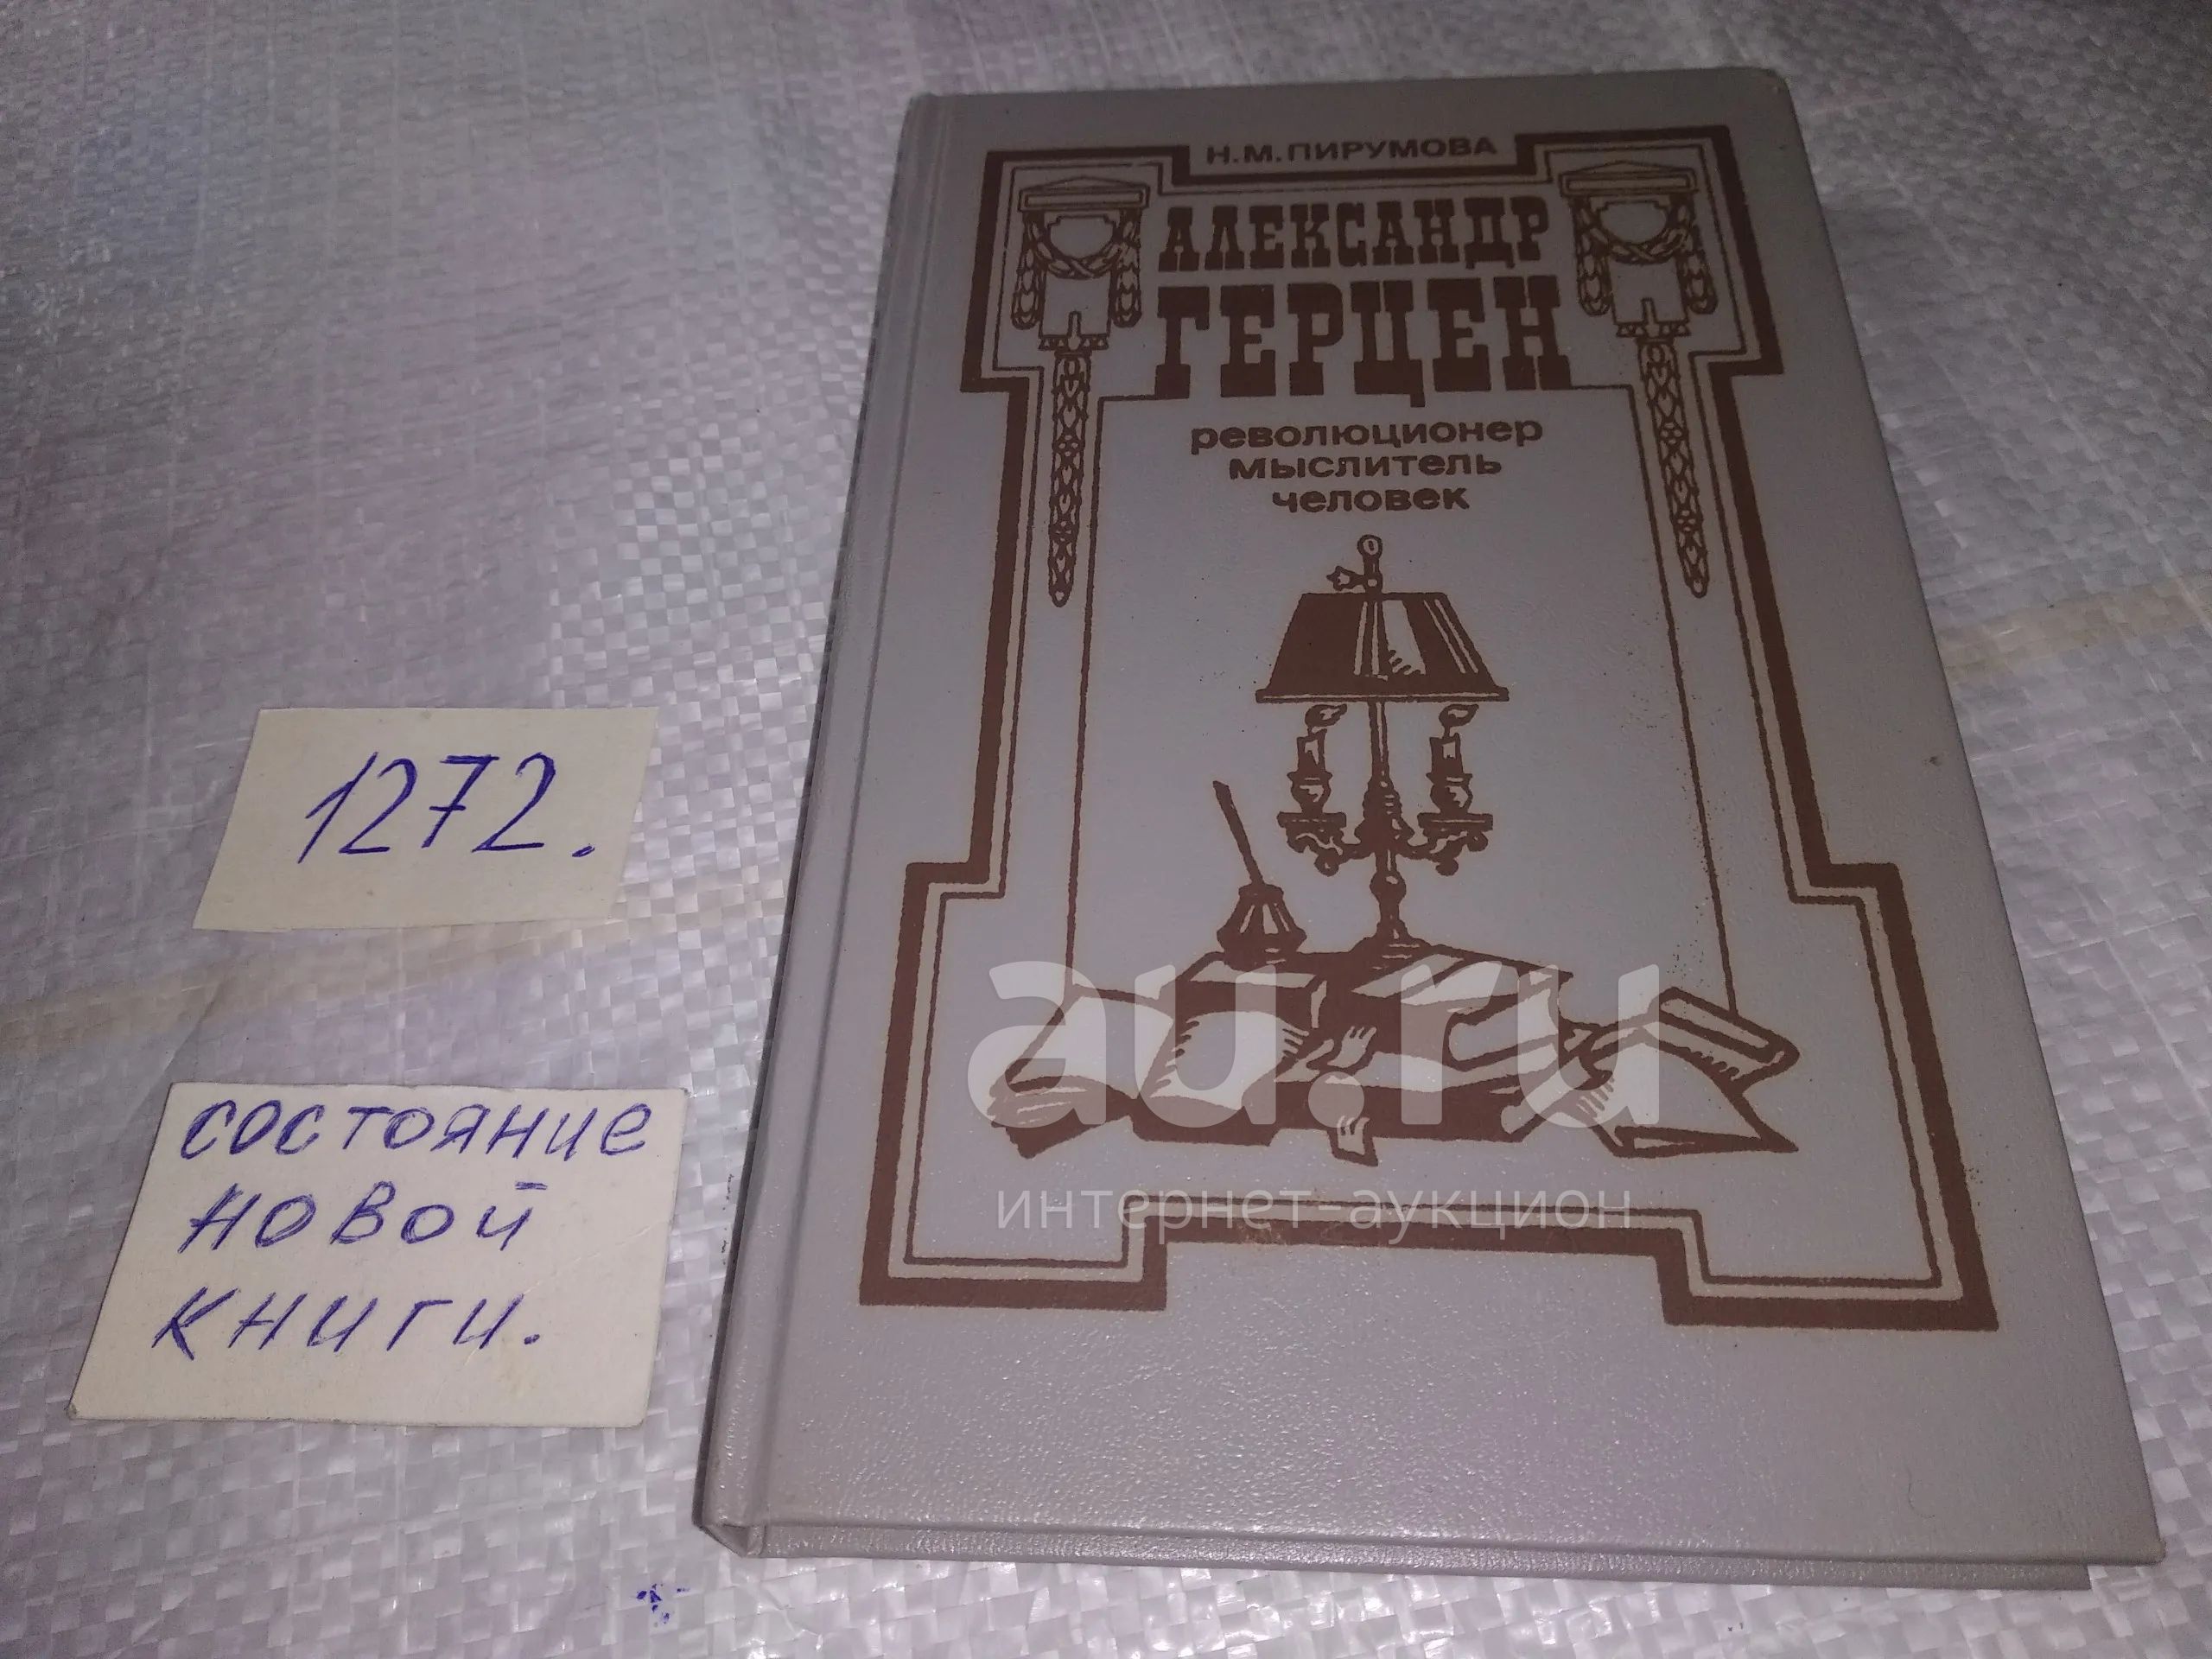 Н.М.ПИРУМОВА
АЛЕКСАНДР
ГЕРЦЕН
революционер
мыслитель
человек
1272.
состояние
новой
книги.
au.ru
интернет-аукцион